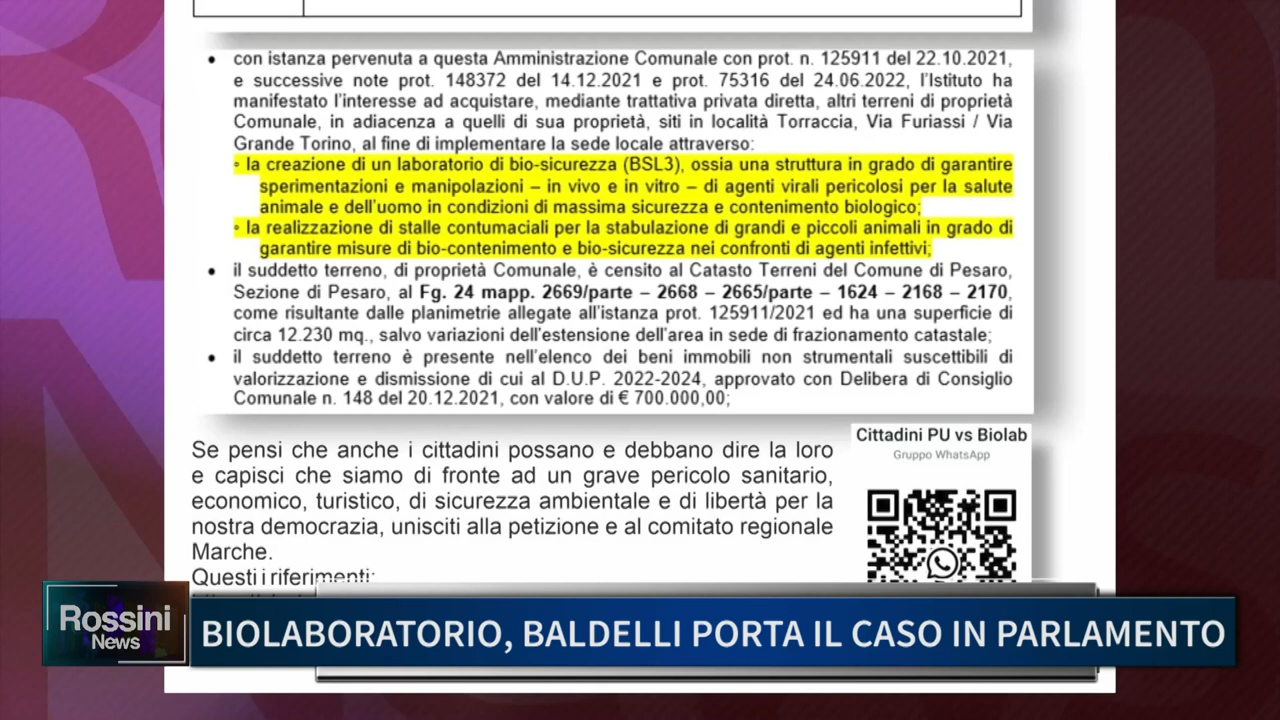 • con istanza pervenuta a questa Amministrazione Comunale con prot. n. 125911 del 22.10.2021,
e successive note prot. 148372 del 14.12.2021 e prot. 75316 del 24.06.2022, l'Istituto ha
manifestato l'interesse ad acquistare, mediante trattativa privata diretta, altri terreni di proprietà
Comunale, in adiacenza a quelli di sua proprietà, siti in località Torraccia, Via Furiassi / Via
Grande Torino, al fine di implementare la sede locale attraverso:
◦ la creazione di un laboratorio di bio-sicurezza (BSL3), ossia una struttura in grado di garantire
sperimentazioni e manipolazioni – in vivo e in vitro – di agenti virali pericolosi per la salute
animale e dell'uomo in condizioni di massima sicurezza e contenimento biologico;
◦ la realizzazione di stalle contumaciali per la stabulazione di grandi e piccoli animali in grado di
garantire misure di bio-contenimento e bio-sicurezza nei confronti di agenti infettivi;
• il suddetto terreno, di proprietà Comunale, è censito al Catasto Terreni del Comune di Pesaro,
Sezione di Pesaro, al Fg. 24 mapp. 2669/parte – 2668 – 2665/parte – 1624 – 2168 – 2170,
come risultante dalle planimetrie allegate all'istanza prot. 125911/2021 ed ha una superficie di
circa 12.230 mq., salvo variazioni dell'estensione dell'area in sede di frazionamento catastale;
• il suddetto terreno è presente nell'elenco dei beni immobili non strumentali suscettibili di
valorizzazione e dismissione di cui al D.U.P. 2022-2024, approvato con Delibera di Consiglio
Comunale n. 148 del 20.12.2021, con valore di € 700.000,00;
Se pensi che anche i cittadini possano e debbano dire la loro
e capisci che siamo di fronte ad un grave pericolo sanitario,
economico, turistico, di sicurezza ambientale e di libertà per la
nostra democrazia, unisciti alla petizione e al comitato regionale
Marche.
Questi i riferimenti:
Cittadini PU vs Biolab
Gruppo WhatsApp
Rossini
News
BIOLABORATORIO, BALDELLI PORTA IL CASO IN PARLAMENTO